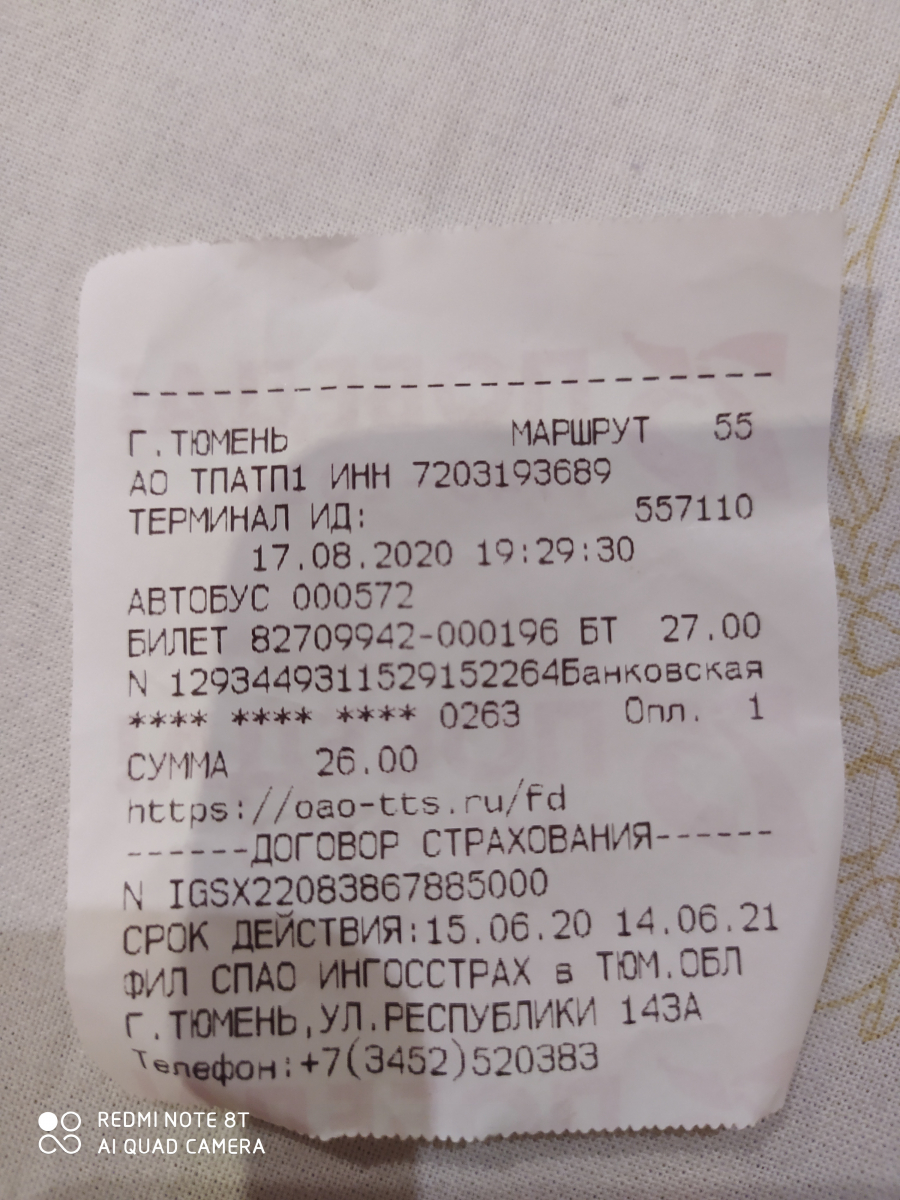 Г.ТЮМЕНЬ МАРШРУТ 55
АО ТПАТП1 ИНН 7203193689
ТЕРМИНАЛ ИД: 557110
17.08.2020 19:29:30
АВТОБУС 000572
БИЛЕТ 82709942-000196 БТ 27.00
N 1293449311529152264Банковская
**** **** **** 0263 Опл. 1
СУММА 26.00
https://oao-tts.ru/fd
------ДОГОВОР СТРАХОВАНИЯ------
N IGSX22083867885000
СРОК ДЕЙСТВИЯ:15.06.20 14.06.21
ФИЛ СПАО ИНГОССТРАХ в ТЮМ.ОБЛ
Г.ТЮМЕНЬ,УЛ.РЕСПУБЛИКИ 143А
Телефон:+7(3452)520383
REDMI NOTE 8T
AI QUAD CAMERA